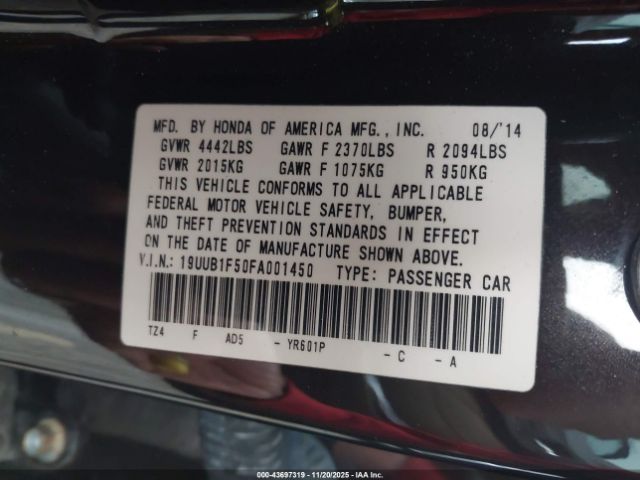 MFD. BY HONDA OF AMERICA MFG., INC. 08/'14
GVWR 4442LBS GAWR F 2370LBS R 2094LBS
GVWR 2015KG GAWR F 1075KG R 950KG
THIS VEHICLE CONFORMS TO ALL APPLICABLE
FEDERAL MOTOR VEHICLE SAFETY, BUMPER,
AND THEFT PREVENTION STANDARDS IN EFFECT
ON THE DATE OF MANUFACTURE SHOWN ABOVE.
V.I.N.: 19UUB1F50FA001450 TYPE: PASSENGER CAR
TZ4 F AD5 - YR601P - C - A
000-43697319 | 11/20/2025 | ©IAA Inc.